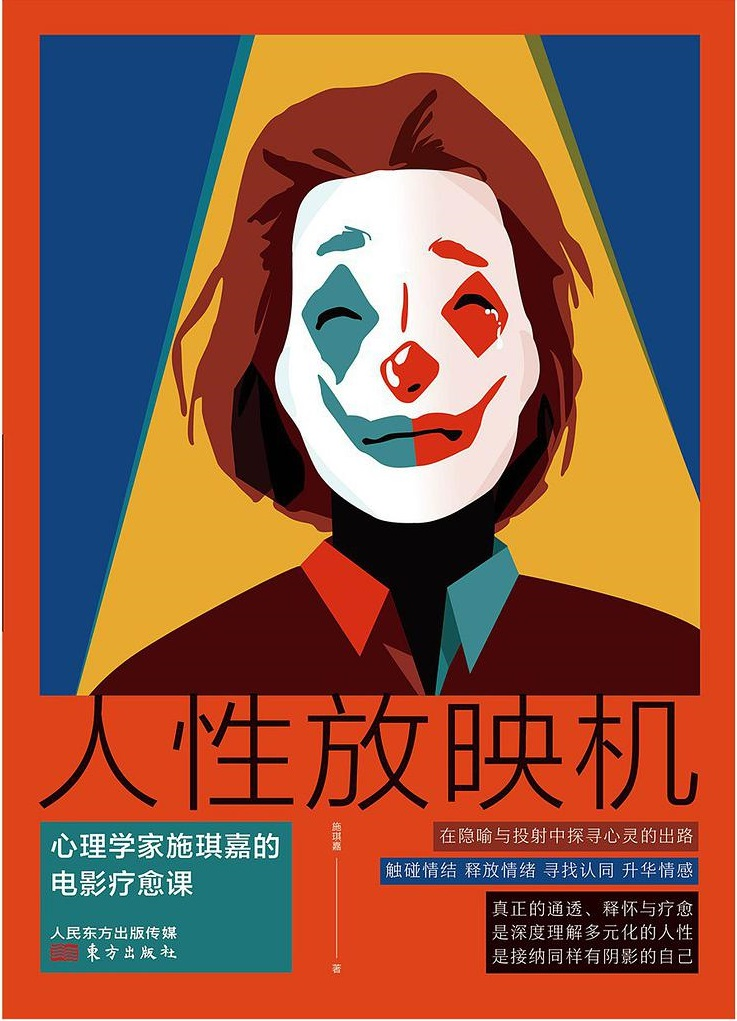 人性放映机
心理学家施琪嘉的
电影疗愈课
人民东方出版传媒
東方出版社
施琪嘉
著
在隐喻与投射中探寻心灵的出路
触碰情结 释放情绪 寻找认同 升华情感
真正的通透、释怀与疗愈
是深度理解多元化的人性
是接纳同样有阴影的自己